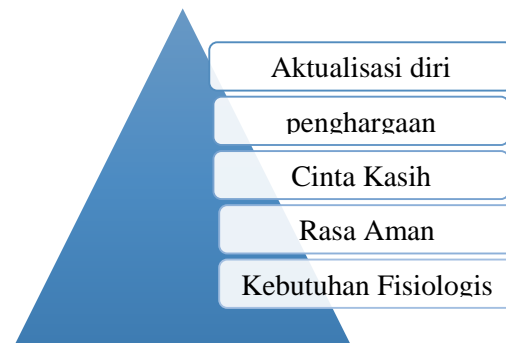 Aktualisasi diri
penghargaan
Cinta Kasih
Rasa Aman
Kebutuhan Fisiologis